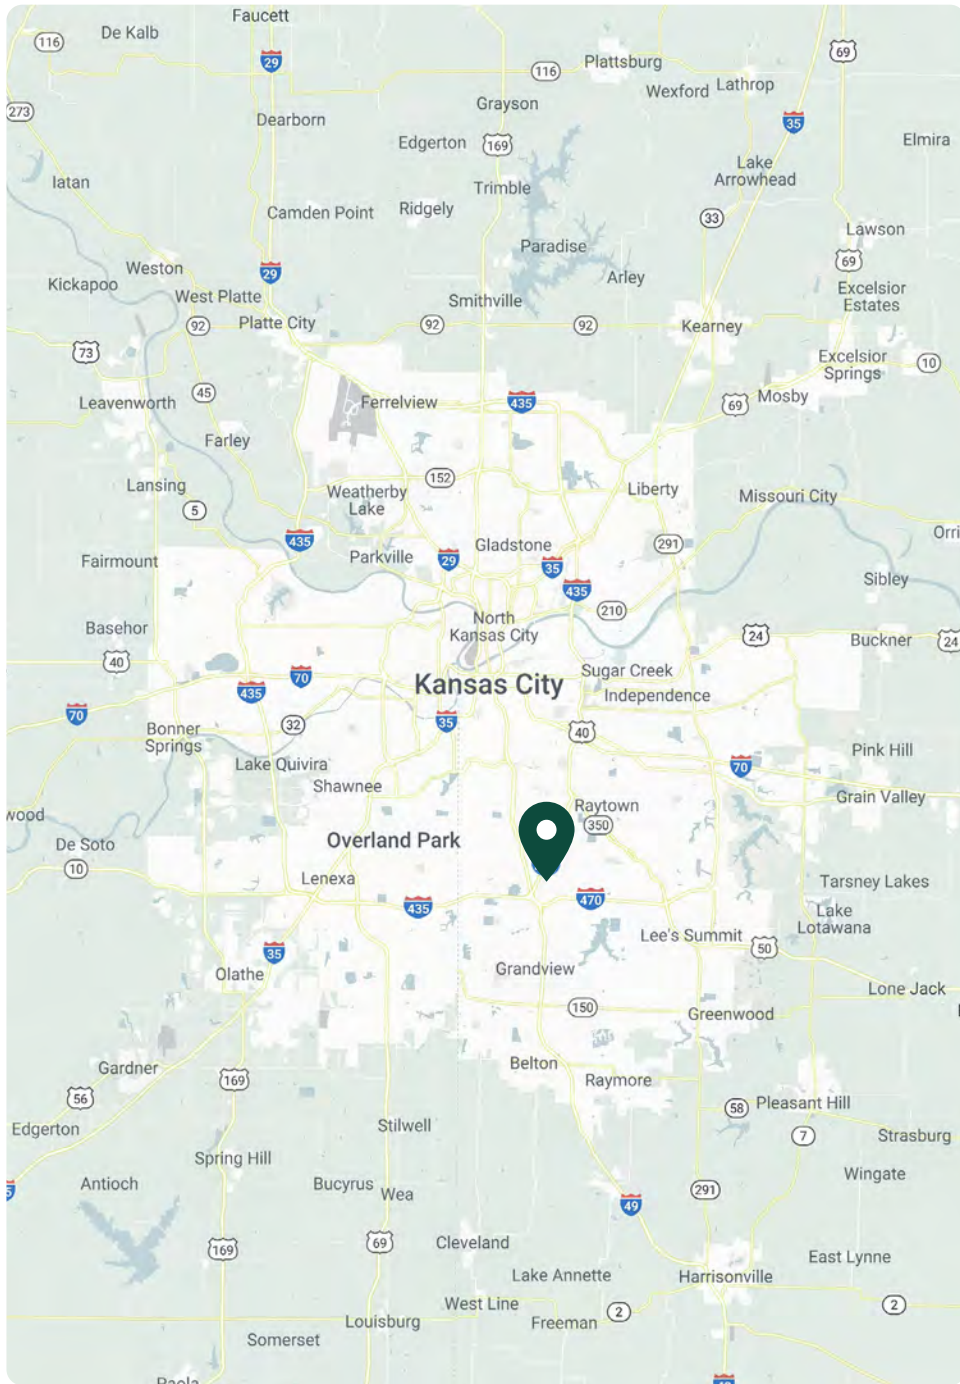 Faucett
De Kalb
116
29
69
Plattsburg
116
Wexford
Lathrop
Grayson
273
Dearborn
35
Edgerton
169
Elmira
Lake
Arrowhead
Iatan
Trimble
Camden Point
Ridgely
33
Lawson
Paradise
69
Weston
29
Arley
Kickapoo
Excelsior
Estates
West Platte
Smithville
92
Platte City
92
92
Kearney
73
Excelsior
Springs
10
45
Mosby
Leavenworth
Ferrelview
435
69
Farley
152
Lansing
Weatherby
Lake
Liberty
Missouri City
5
435
Orri
291
Gladstone
Fairmount
Parkville
29
35
Sibley
435
210
Basehor
North
Kansas City
24
Buckner
24
40
Sugar Creek
70
Kansas City
435
Independence
70
35
32
40
Bonner
Springs
Pink Hill
Lake Quivira
70
Shawnee
Grain Valley
Raytown
wood
350
De Soto
Overland Park
10
Lenexa
Tarsney Lakes
470
435
Lake
Lotawana
Lee's Summit
50
35
Olathe
Grandview
Lone Jack
150
Greenwood
Belton
Gardner
169
Raymore
56
58
Pleasant Hill
Edgerton
Stilwell
7
Strasburg
Spring Hill
Wingate
Antioch
Bucyrus
Wea
291
5
49
169
69
Cleveland
East Lynne
Lake Annette
Harrisonville
West Line
2
2
Louisburg
Freeman
Somerset
Paola